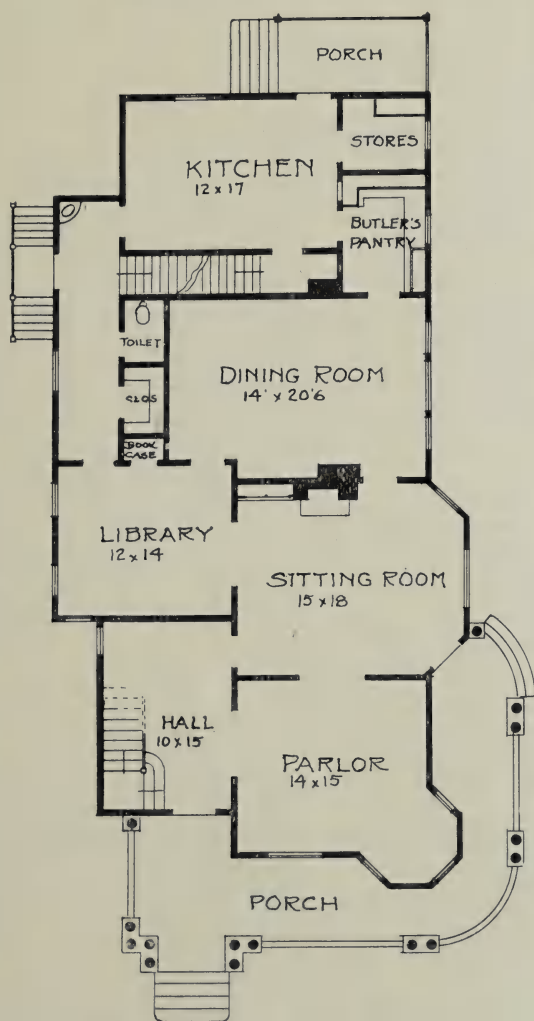 PORCH
STORES
KITCHEN
12 x 17
BUTLER'S
PANTRY
TOILET
DINING ROOM
14' x 20'6
CLOS
BOOK
CASE
LIBRARY
12 x 14
SITTING ROOM
15 x 18
HALL
10 x 15
PARLOR
14 x 15
PORCH